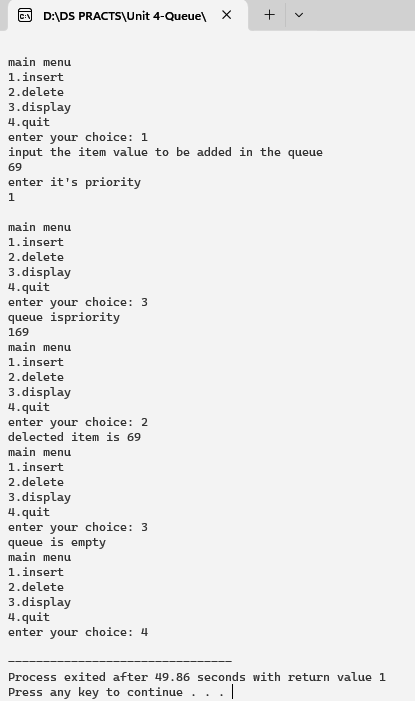 D:\DS PRACTS\Unit 4-Queue\
main menu
1.insert
2.delete
3.display
4.quit
enter your choice: 1
input the item value to be added in the queue
69
enter it's priority
1
main menu
1.insert
2.delete
3.display
4.quit
enter your choice: 3
queue ispriority
169
main menu
1.insert
2.delete
3.display
4.quit
enter your choice: 2
delected item is 69
main menu
1.insert
2.delete
3.display
4.quit
enter your choice: 3
queue is empty
main menu
1.insert
2.delete
3.display
4.quit
enter your choice: 4
--------------------------------
Process exited after 49.86 seconds with return value 1
Press any key to continue . . .